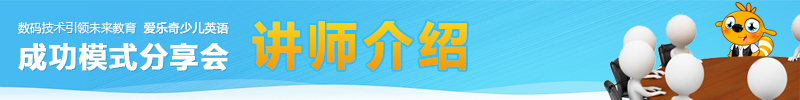 数码技术引领未来教育 爱乐奇少儿英语
成功模式分享会
讲师介绍